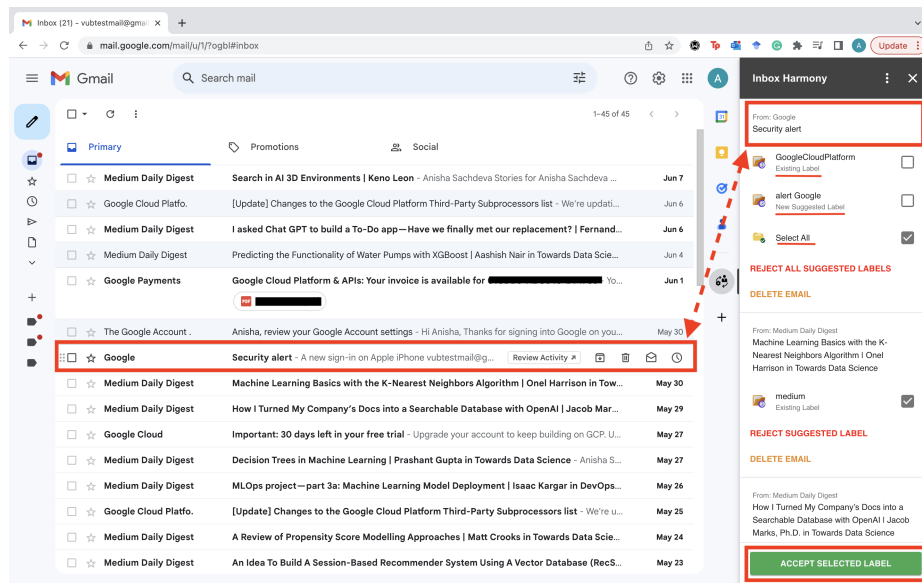 Inbox (21) - vubtestmail@gmai
mail.google.com/mail/u/1/?ogbl#inbox
Update
Gmail
Search mail
A
Inbox Harmony
1–45 of 45
Primary
Promotions
Social
Medium Daily Digest Search in AI 3D Environments | Keno Leon - Anisha Sachdeva Stories for Anisha Sachdeva ... Jun 7
Google Cloud Platfo. [Update] Changes to the Google Cloud Platform Third-Party Subprocessors list - We're updati... Jun 6
Medium Daily Digest I asked Chat GPT to build a To-Do app—Have we finally met our replacement? | Fernand... Jun 6
Medium Daily Digest Predicting the Functionality of Water Pumps with XGBoost | Aashish Nair in Towards Data Scie... Jun 4
Google Payments Google Cloud Platform & APIs: Your invoice is available for Yo... Jun 1
PDF
The Google Account . Anisha, review your Google Account settings - Hi Anisha, Thanks for signing into Google on you... May 30
Google Security alert - A new sign-in on Apple iPhone vubtestmail@g... Review Activity
Medium Daily Digest Machine Learning Basics with the K-Nearest Neighbors Algorithm | Onel Harrison in Tow... May 30
Medium Daily Digest How I Turned My Company's Docs into a Searchable Database with OpenAI | Jacob Mar... May 29
Google Cloud Important: 30 days left in your free trial - Upgrade your account to keep building on GCP. U... May 27
Medium Daily Digest Decision Trees in Machine Learning | Prashant Gupta in Towards Data Science - Anisha S... May 27
Medium Daily Digest MLOps project—part 3a: Machine Learning Model Deployment | Isaac Kargar in DevOps... May 26
Google Cloud Platfo. [Update] Changes to the Google Cloud Platform Third-Party Subprocessors list - We're u... May 25
Medium Daily Digest A Review of Propensity Score Modelling Approaches | Matt Crooks in Towards Data Scie... May 24
Medium Daily Digest An Idea To Build A Session-Based Recommender System Using A Vector Database (RecS... May 23
From: Google
Security alert
GoogleCloudPlatform
Existing Label
alert Google
New Suggested Label
Select All
REJECT ALL SUGGESTED LABELS
DELETE EMAIL
From: Medium Daily Digest
Machine Learning Basics with the K-
Nearest Neighbors Algorithm | Onel
Harrison in Towards Data Science
medium
Existing Label
REJECT SUGGESTED LABEL
DELETE EMAIL
From: Medium Daily Digest
How I Turned My Company's Docs into a
Searchable Database with OpenAI | Jacob
Marks, Ph.D. in Towards Data Science
ACCEPT SELECTED LABEL